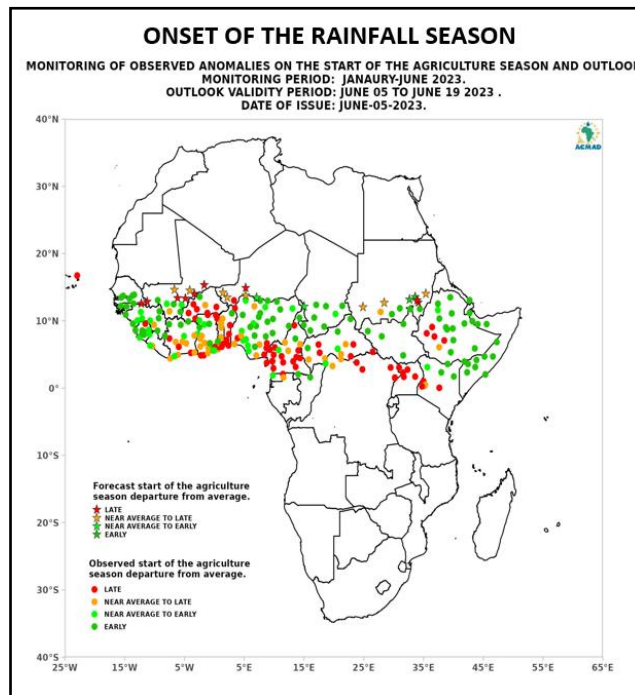 ONSET OF THE RAINFALL SEASON
MONITORING OF OBSERVED ANOMALIES ON THE START OF THE AGRICULTURE SEASON AND OUTLOOK
MONITORING PERIOD: JANAURY-JUNE 2023.
OUTLOOK VALIDITY PERIOD: JUNE 05 TO JUNE 19 2023 .
DATE OF ISSUE: JUNE-05-2023.
40°N
ACMAD
30°N
20°N
10°N
0°
10°S
20°S
30°S
40°S
Forecast start of the agriculture
season departure from average.
LATE
NEAR AVERAGE TO LATE
NEAR AVERAGE TO EARLY
EARLY
Observed start of the agriculture
season departure from average.
LATE
NEAR AVERAGE TO LATE
NEAR AVERAGE TO EARLY
EARLY
25°W 15°W 5°W 5°E 15°E 25°E 35°E 45°E 55°E 65°E